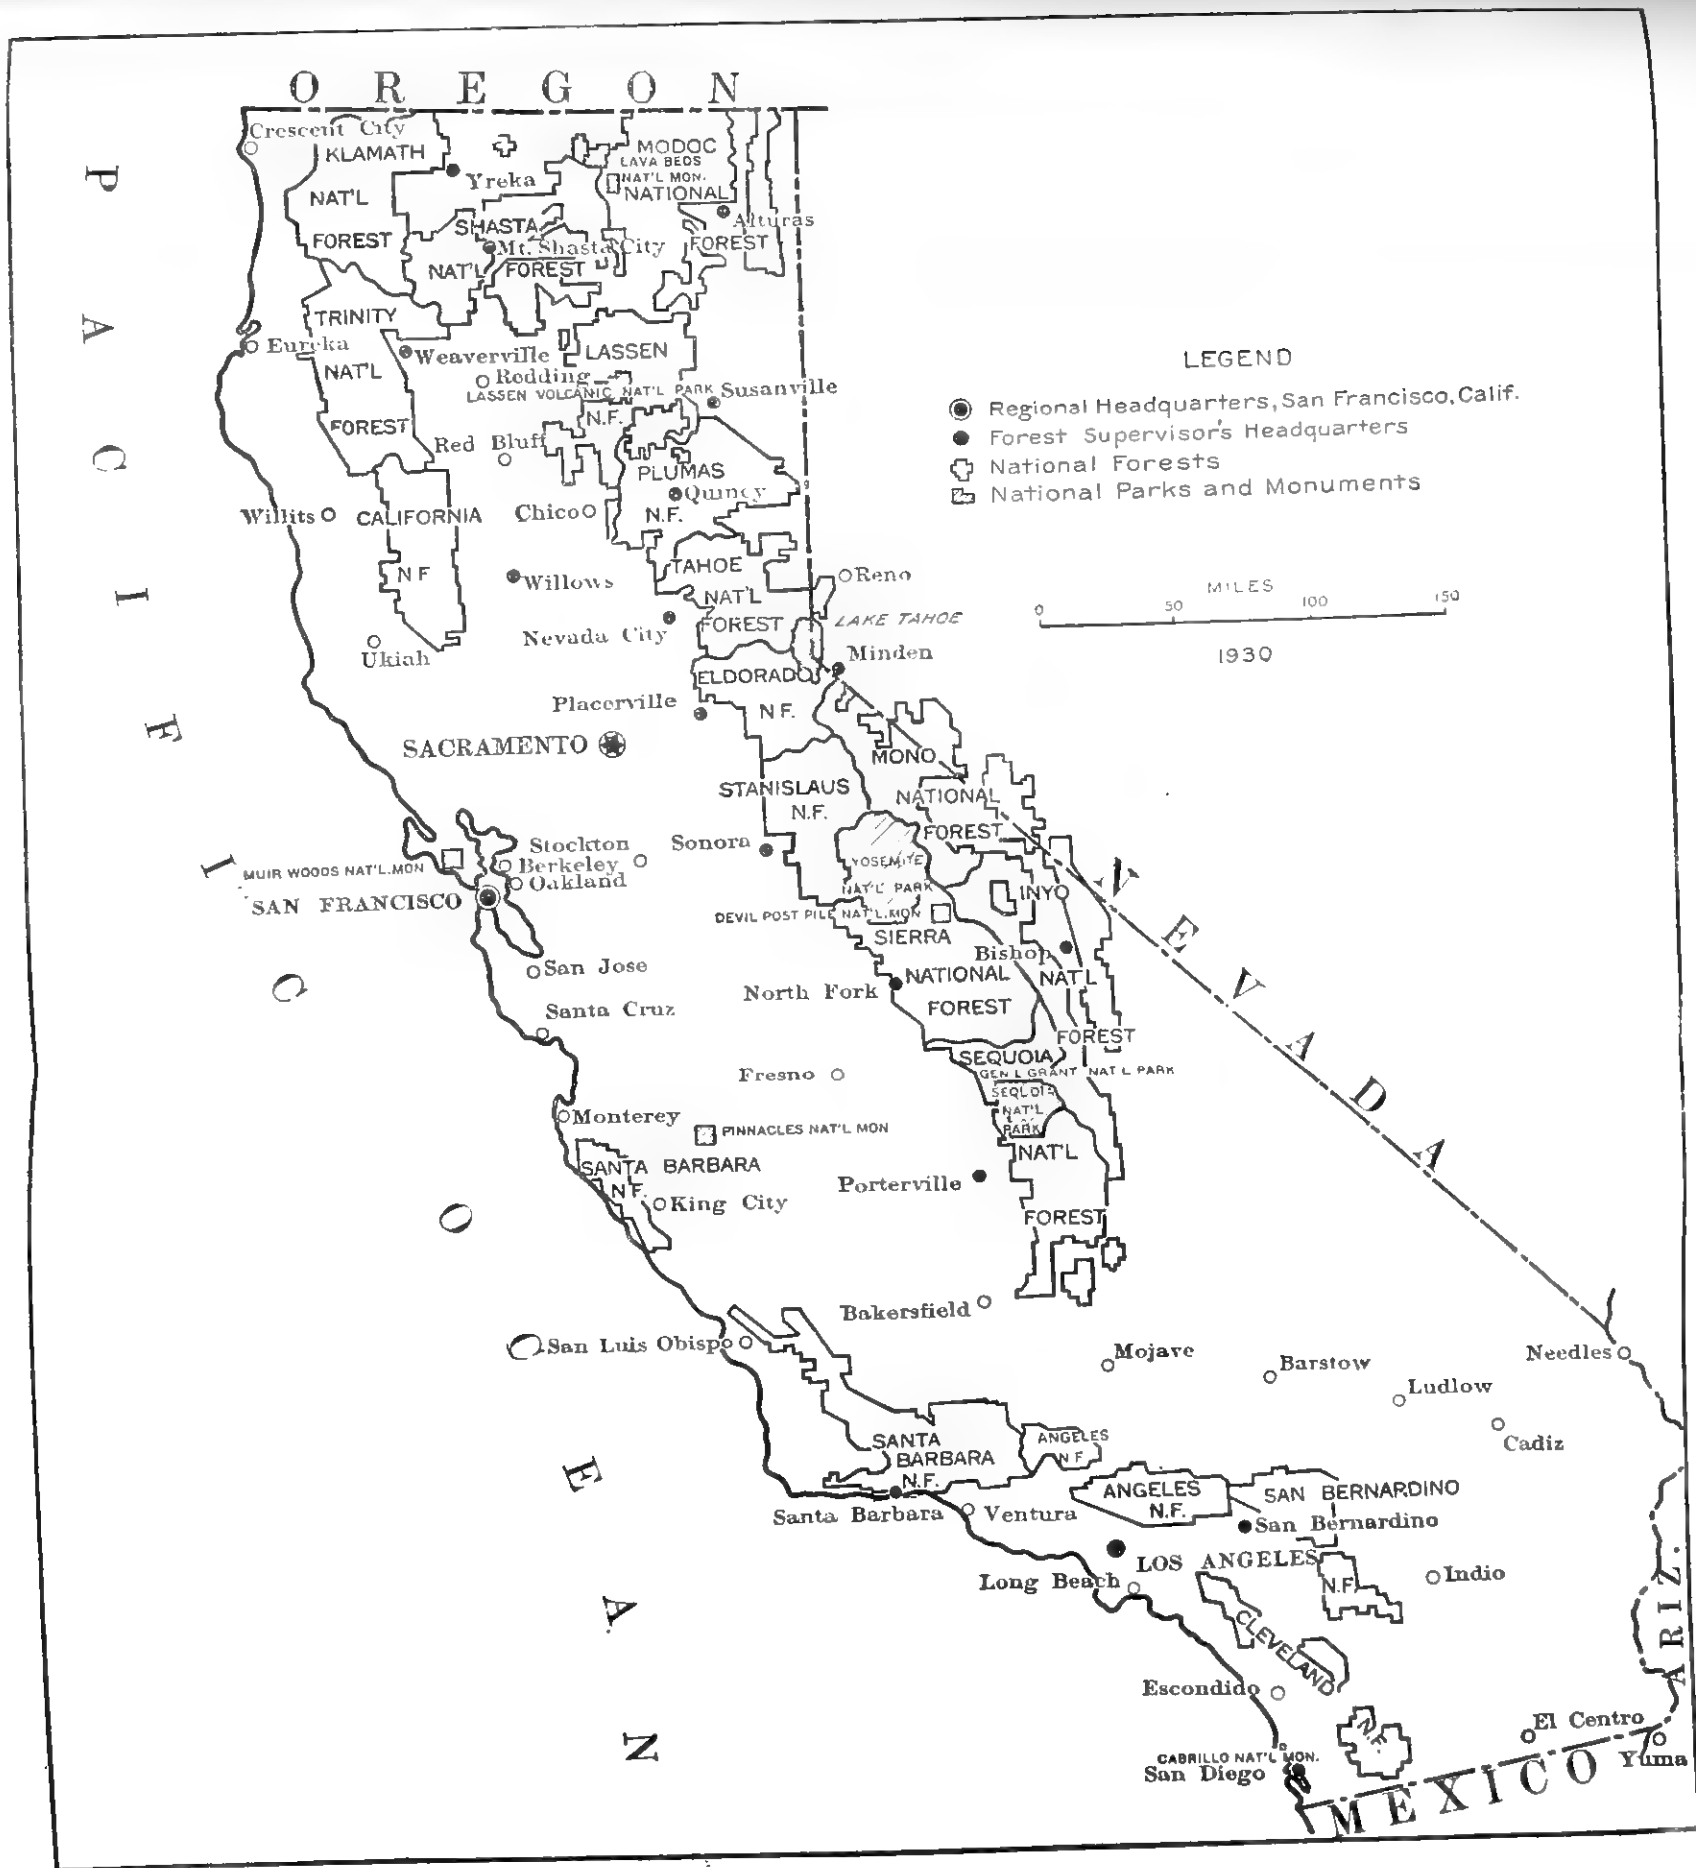 OREGON
PACIFIC OCEAN
Crescent City
KLAMATH
NAT'L
FOREST
Yreka
MODOC
LAVA BEDS
NAT'L MON.
NATIONAL
FOREST
Alturas
SHASTA
Mt. Shasta City
NAT'L FOREST
TRINITY
NAT'L
FOREST
Eureka
Weaverville
Redding
LASSEN
LASSEN VOLCANIC NAT'L PARK
N.F.
Susanville
Red Bluff
PLUMAS
Quincy
N.F.
Willits
CALIFORNIA
N F
Chico
Willows
TAHOE
NAT'L
FOREST
Reno
LAKE TAHOE
Nevada City
Ukiah
Minden
ELDORADO
N F.
Placerville
SACRAMENTO
MONO
NATIONAL
FOREST
STANISLAUS
N.F.
Stockton
Sonora
Berkeley
Oakland
MUIR WOODS NAT'L.MON
SAN FRANCISCO
YOSEMITE
NAT'L PARK
INYO
NAT'L
FOREST
DEVIL POST PILE NAT'L.MON
SIERRA
NATIONAL
FOREST
Bishop
North Fork
San Jose
Santa Cruz
SEQUOIA
GEN L GRANT NAT L PARK
SEQUOIA
NAT'L
PARK
NAT'L
FOREST
Fresno
Monterey
PINNACLES NAT'L MON
SANTA BARBARA
N F.
King City
Porterville
Bakersfield
San Luis Obispo
Mojave
Barstow
Needles
Ludlow
Cadiz
SANTA
BARBARA
N.F.
ANGELES
N F
ANGELES
N.F.
SAN BERNARDINO
N.F.
San Bernardino
Santa Barbara
Ventura
LOS ANGELES
Long Beach
Indio
CLEVELAND
N.F.
Escondido
CABRILLO NAT'L MON.
San Diego
El Centro
Yuma
NEVADA
ARIZ.
MEXICO
LEGEND
Regional Headquarters, San Francisco, Calif.
Forest Supervisor's Headquarters
National Forests
National Parks and Monuments
MILES
0 50 100 150
1930